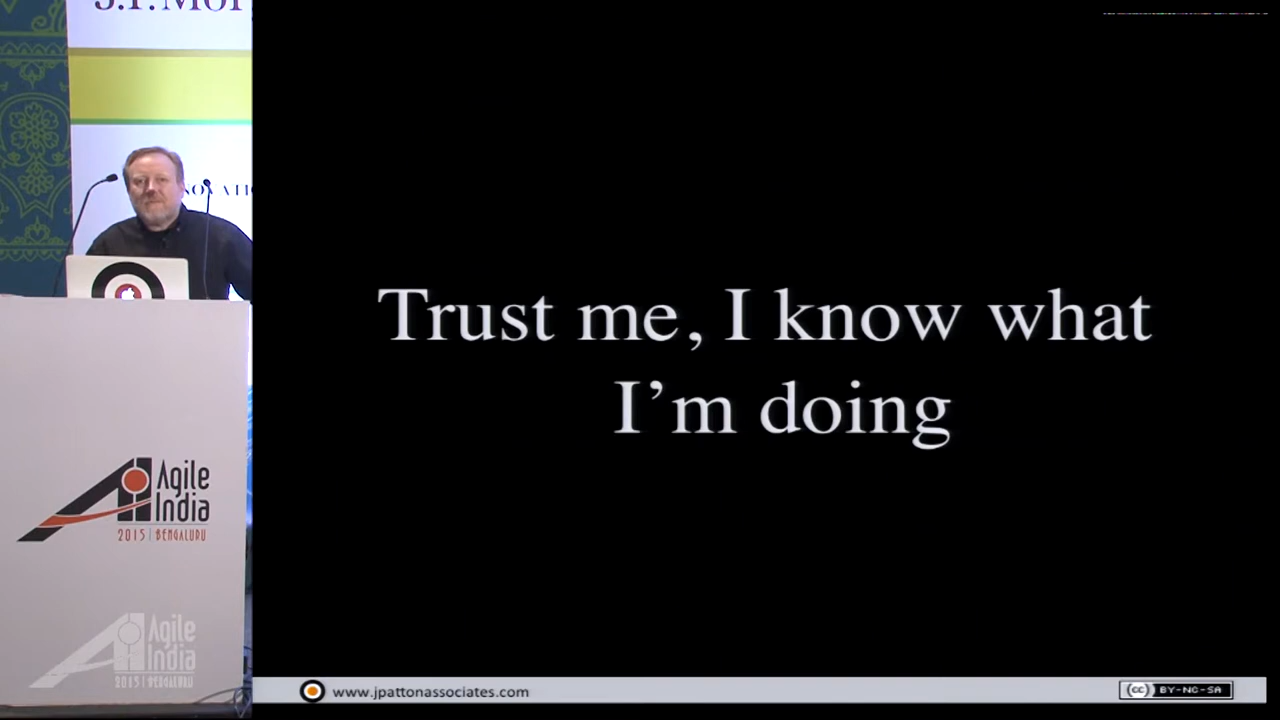 Trust me, I know what
I'm doing
Agile
India
2015 | BENGALURU
Agile
India
2015 | BENGALURU
www.jpattonassociates.com
cc BY-NC-SA